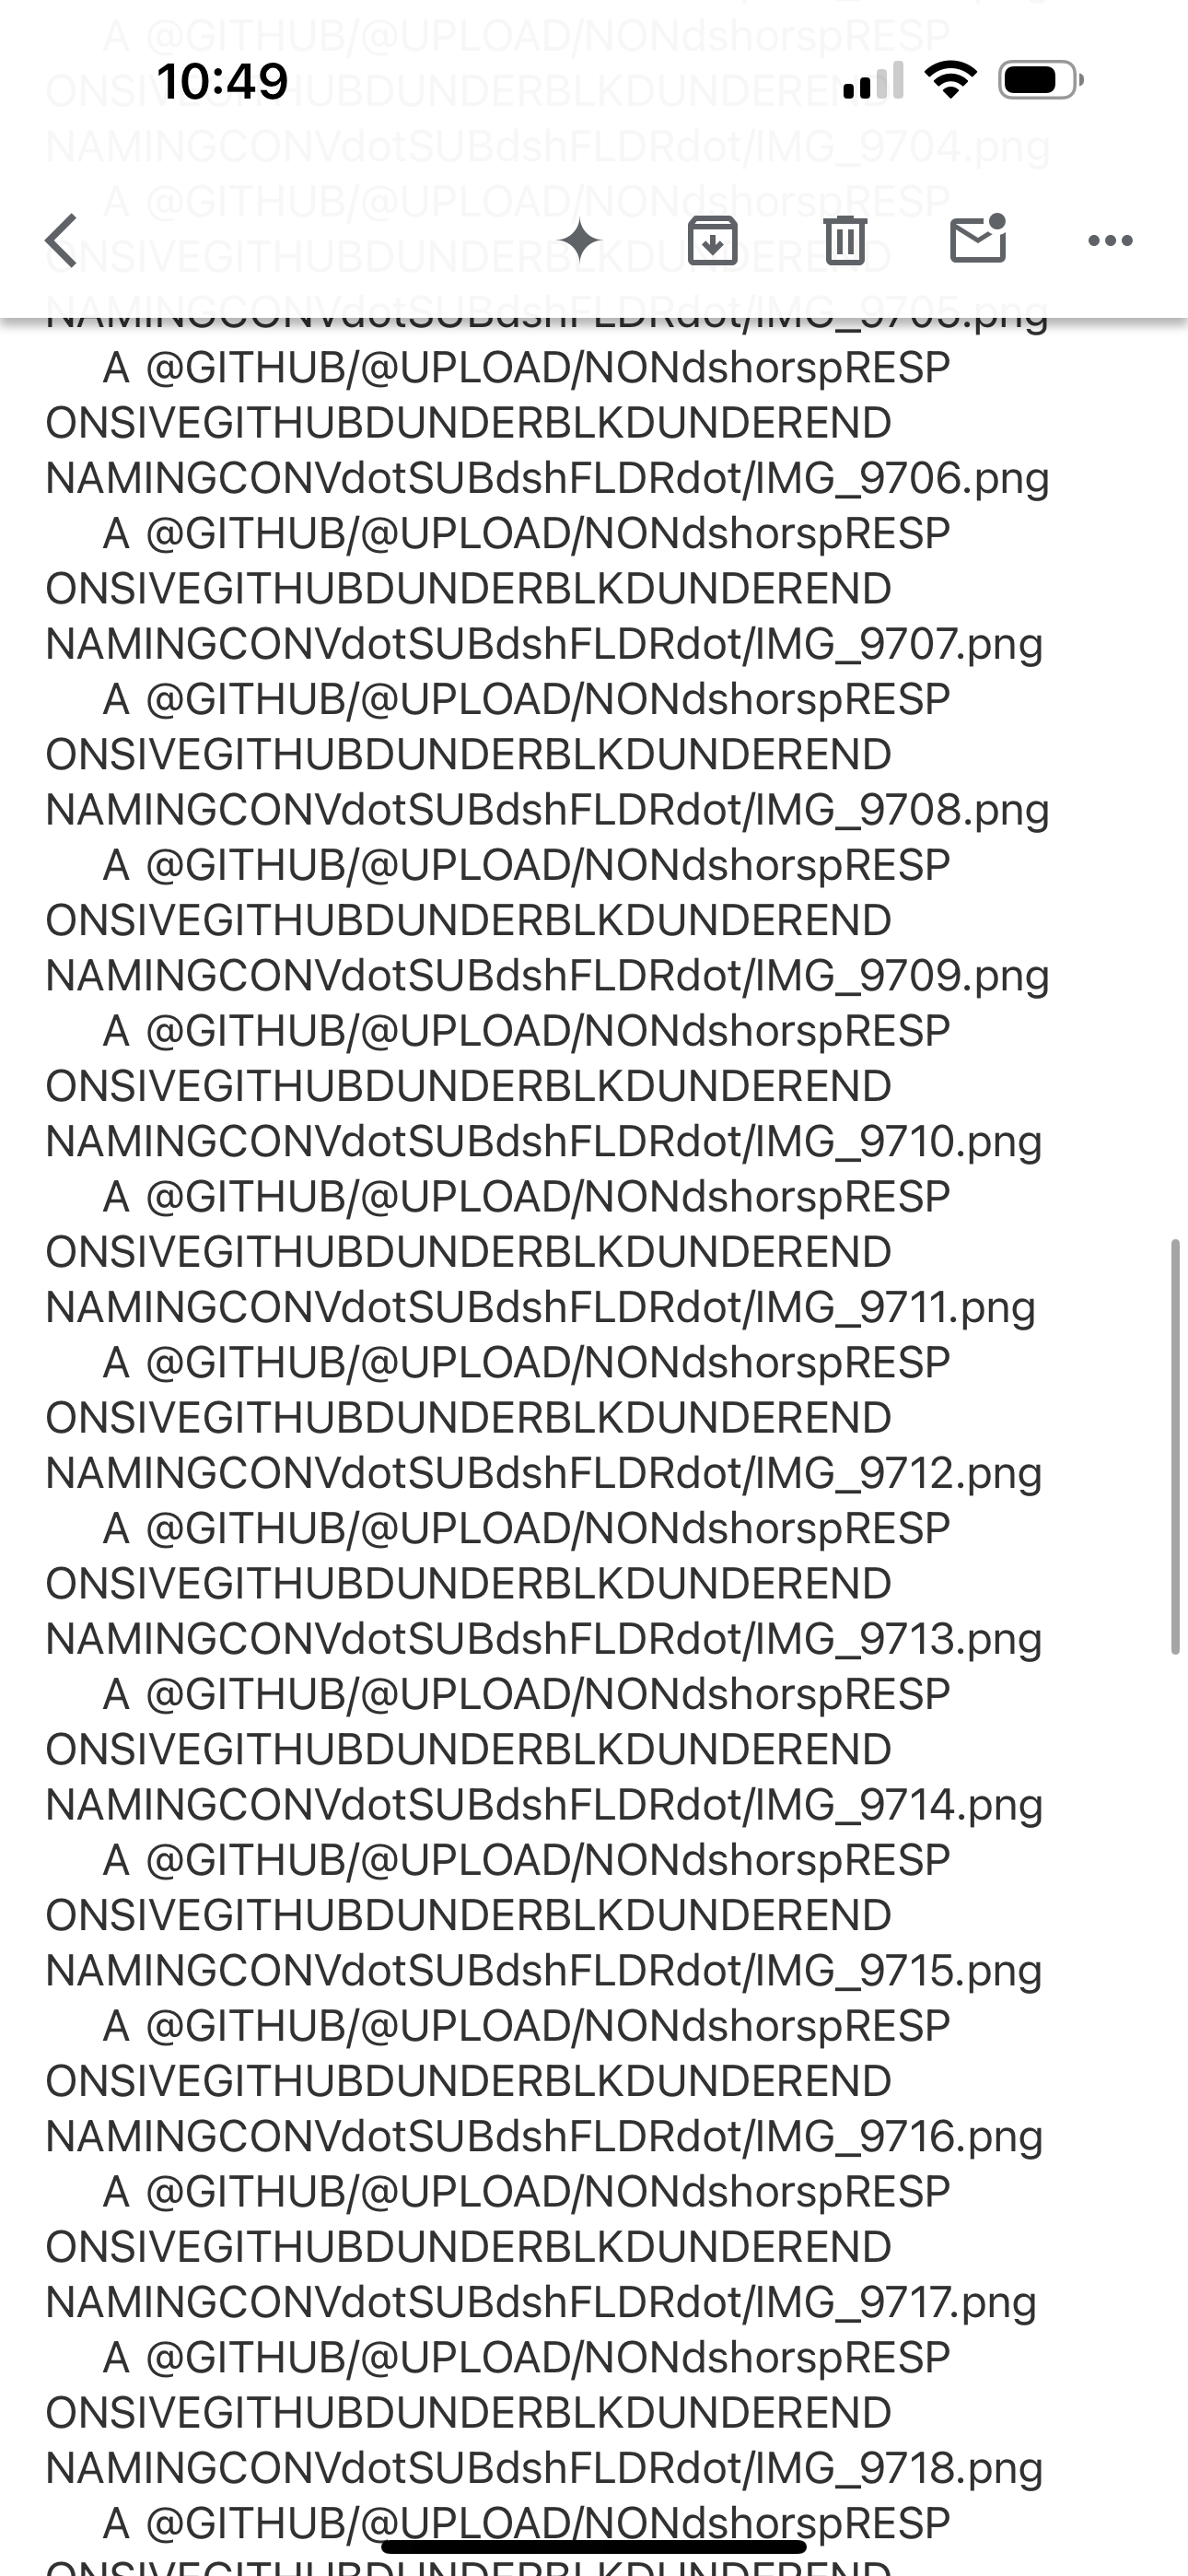 A @GITHUB/@UPLOAD/NONdshorspRESP
10:49
ONSIVEGITHUBDUNDERBLKDUNDEREND
NAMINGCONVdotSUBdshFLDRdot/IMG_9704.png
A @GITHUB/@UPLOAD/NONdshorspRESP
ONSIVEGITHUBDUNDERBLKDUNDEREND
NAMINGCONVdotSUBdshFLDRdot/IMG_9705.png
A @GITHUB/@UPLOAD/NONdshorspRESP
ONSIVEGITHUBDUNDERBLKDUNDEREND
NAMINGCONVdotSUBdshFLDRdot/IMG_9706.png
A @GITHUB/@UPLOAD/NONdshorspRESP
ONSIVEGITHUBDUNDERBLKDUNDEREND
NAMINGCONVdotSUBdshFLDRdot/IMG_9707.png
A @GITHUB/@UPLOAD/NONdshorspRESP
ONSIVEGITHUBDUNDERBLKDUNDEREND
NAMINGCONVdotSUBdshFLDRdot/IMG_9708.png
A @GITHUB/@UPLOAD/NONdshorspRESP
ONSIVEGITHUBDUNDERBLKDUNDEREND
NAMINGCONVdotSUBdshFLDRdot/IMG_9709.png
A @GITHUB/@UPLOAD/NONdshorspRESP
ONSIVEGITHUBDUNDERBLKDUNDEREND
NAMINGCONVdotSUBdshFLDRdot/IMG_9710.png
A @GITHUB/@UPLOAD/NONdshorspRESP
ONSIVEGITHUBDUNDERBLKDUNDEREND
NAMINGCONVdotSUBdshFLDRdot/IMG_9711.png
A @GITHUB/@UPLOAD/NONdshorspRESP
ONSIVEGITHUBDUNDERBLKDUNDEREND
NAMINGCONVdotSUBdshFLDRdot/IMG_9712.png
A @GITHUB/@UPLOAD/NONdshorspRESP
ONSIVEGITHUBDUNDERBLKDUNDEREND
NAMINGCONVdotSUBdshFLDRdot/IMG_9713.png
A @GITHUB/@UPLOAD/NONdshorspRESP
ONSIVEGITHUBDUNDERBLKDUNDEREND
NAMINGCONVdotSUBdshFLDRdot/IMG_9714.png
A @GITHUB/@UPLOAD/NONdshorspRESP
ONSIVEGITHUBDUNDERBLKDUNDEREND
NAMINGCONVdotSUBdshFLDRdot/IMG_9715.png
A @GITHUB/@UPLOAD/NONdshorspRESP
ONSIVEGITHUBDUNDERBLKDUNDEREND
NAMINGCONVdotSUBdshFLDRdot/IMG_9716.png
A @GITHUB/@UPLOAD/NONdshorspRESP
ONSIVEGITHUBDUNDERBLKDUNDEREND
NAMINGCONVdotSUBdshFLDRdot/IMG_9717.png
A @GITHUB/@UPLOAD/NONdshorspRESP
ONSIVEGITHUBDUNDERBLKDUNDEREND
NAMINGCONVdotSUBdshFLDRdot/IMG_9718.png
A @GITHUB/@UPLOAD/NONdshorspRESP
ONSIVEGITHUBDUNDERBLKDUNDEREND